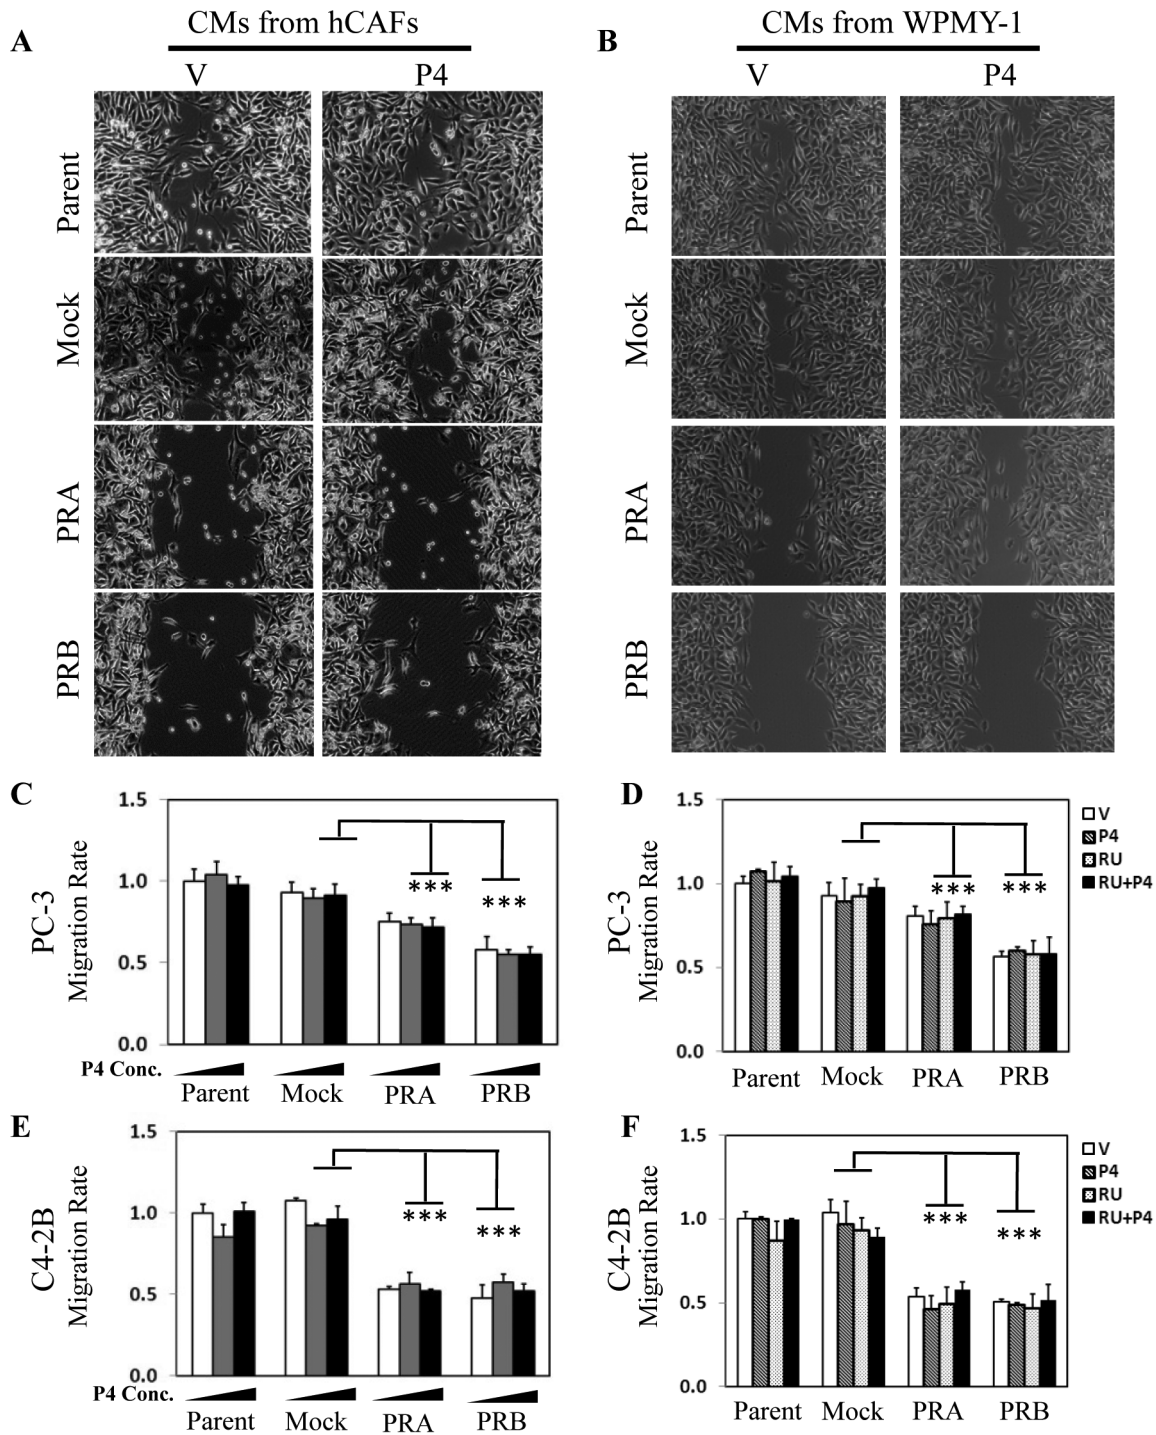 A
CMs from hCAFs
V P4
Parent
Mock
PRA
PRB
B
CMs from WPMY-1
V P4
Parent
Mock
PRA
PRB
C
PC-3
Migration Rate
1.5
1.0
0.5
0.0
***
***
P4 Conc.
Parent Mock PRA PRB
D
PC-3
Migration Rate
1.5
1.0
0.5
0.0
***
***
V
P4
RU
RU+P4
Parent Mock PRA PRB
E
C4-2B
Migration Rate
1.5
1.0
0.5
0.0
***
***
P4 Conc.
Parent Mock PRA PRB
F
C4-2B
Migration Rate
1.5
1.0
0.5
0.0
***
***
V
P4
RU
RU+P4
Parent Mock PRA PRB